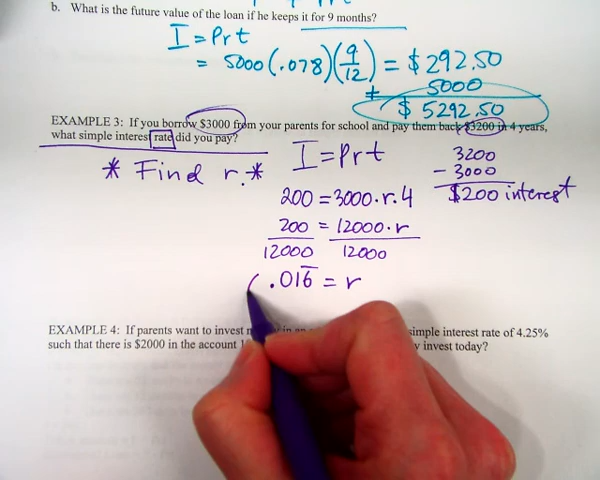 b. What is the future value of the loan if he keeps it for 9 months?
I = Prt
= 5000 (.078)(9/12) = $292.50
+ 5000
$ 5292.50
EXAMPLE 3: If you borrow $3000 from your parents for school and pay them back $3200 in 4 years,
what simple interest rate did you pay?
* Find r. *
I = Prt
200 = 3000·r·4
200 = 12000·r
12000 12000
.016̅ = r
3200
- 3000
$200 interest
EXAMPLE 4: If parents want to invest in an simple interest rate of 4.25%
such that there is $2000 in the account invest today?